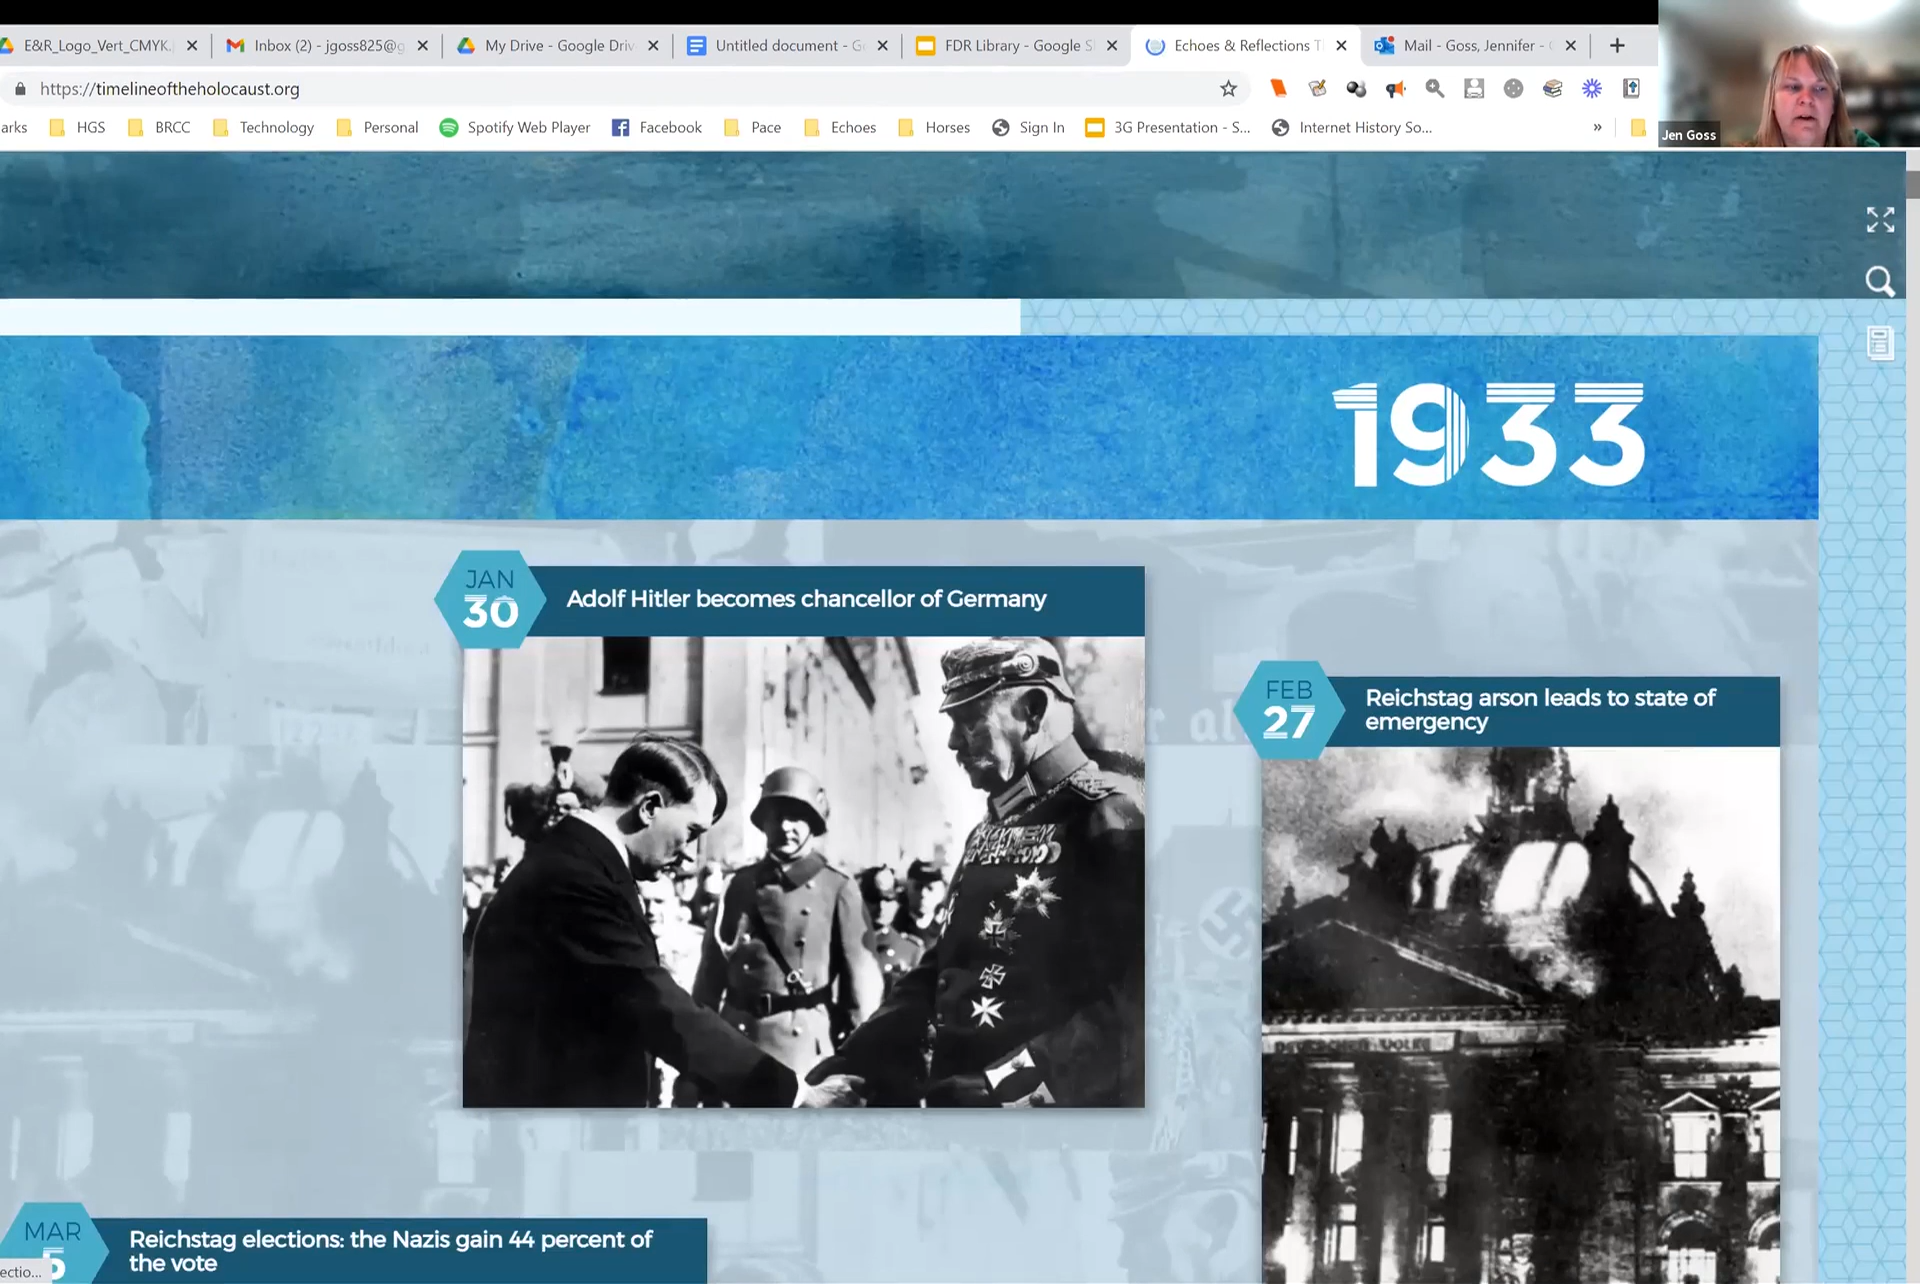 E&R_Logo_Vert_CMYK.
Inbox (2) - jgoss825@g
My Drive - Google Driv
Untitled document - G
FDR Library - Google S
Echoes & Reflections T
Mail - Goss, Jennifer -
https://timelineoftheholocaust.org
arks
HGS
BRCC
Technology
Personal
Spotify Web Player
Facebook
Pace
Echoes
Horses
Sign In
3G Presentation - S...
Internet History So...
»
Jen Goss
1933
JAN
30
Adolf Hitler becomes chancellor of Germany
FEB
27
Reichstag arson leads to state of
emergency
MAR
5
Reichstag elections: the Nazis gain 44 percent of
the vote
ectio...